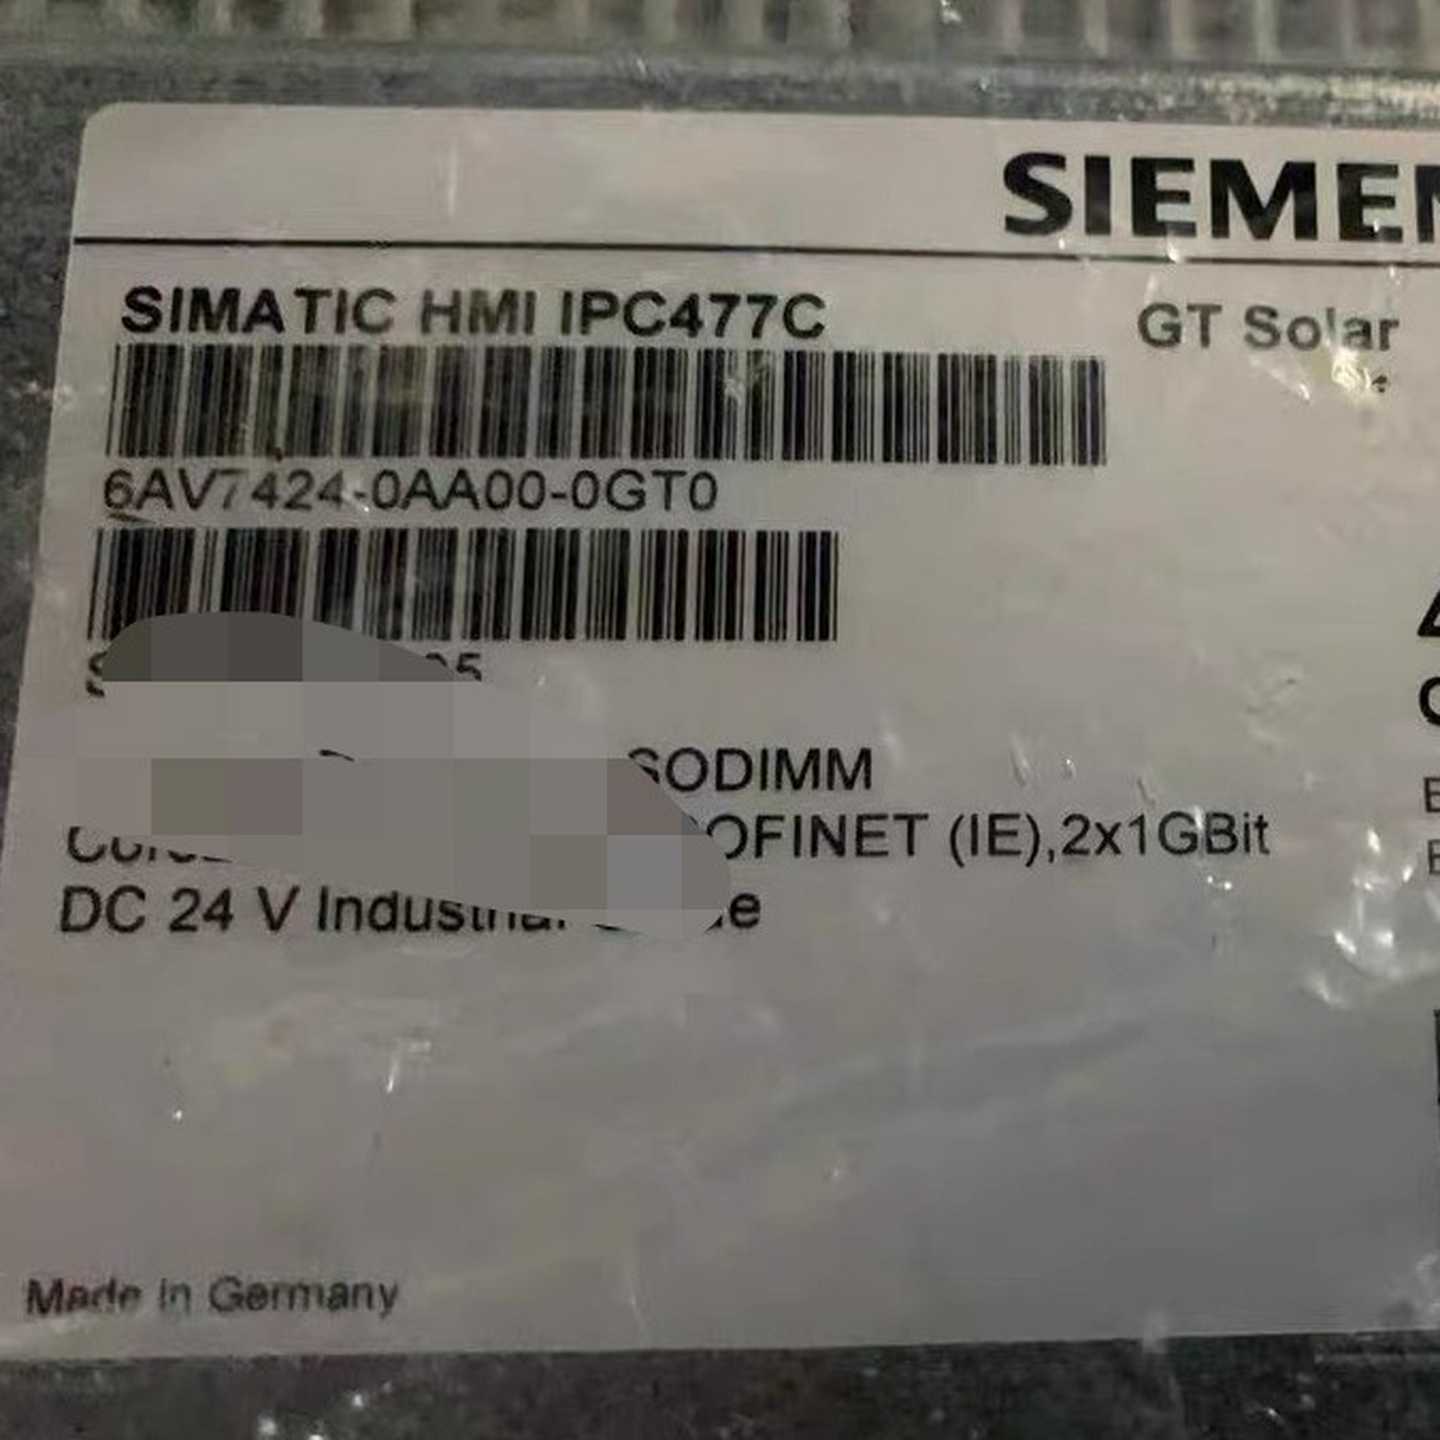 SIEMEN
SIMATIC HMI IPC477C
GT Solar
6AV7424-0AA00-0GT0
SODIMM
OFINET (IE),2x1GBit
DC 24 V
Made in Germany